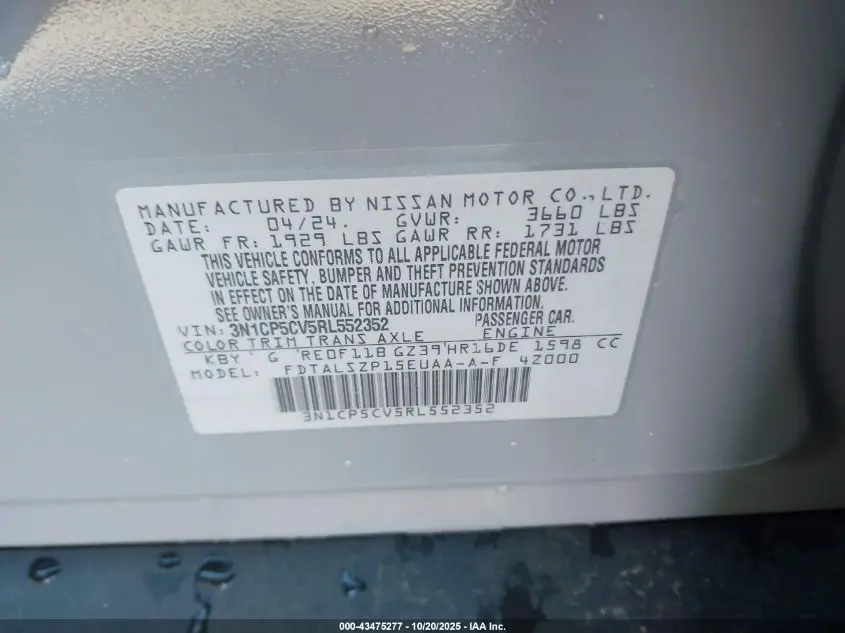 MANUFACTURED BY NISSAN MOTOR CO., LTD.
DATE: 04/24. GVWR: 3660 LBS
GAWR FR: 1929 LBS GAWR RR: 1731 LBS
THIS VEHICLE CONFORMS TO ALL APPLICABLE FEDERAL MOTOR
VEHICLE SAFETY, BUMPER AND THEFT PREVENTION STANDARDS
IN EFFECT ON THE DATE OF MANUFACTURE SHOWN ABOVE.
SEE OWNER'S MANUAL FOR ADDITIONAL INFORMATION.
VIN: 3N1CP5CV5RL552352 PASSENGER CAR.
COLOR TRIM TRANS AXLE ENGINE
KBY G RE0F11B GZ39 HR16DE 1598 CC
MODEL: FDTALSZP15EUAA-A-F 4Z000
3N1CP5CV5RL552352
000-43475277 - 10/20/2025 - IAA Inc.